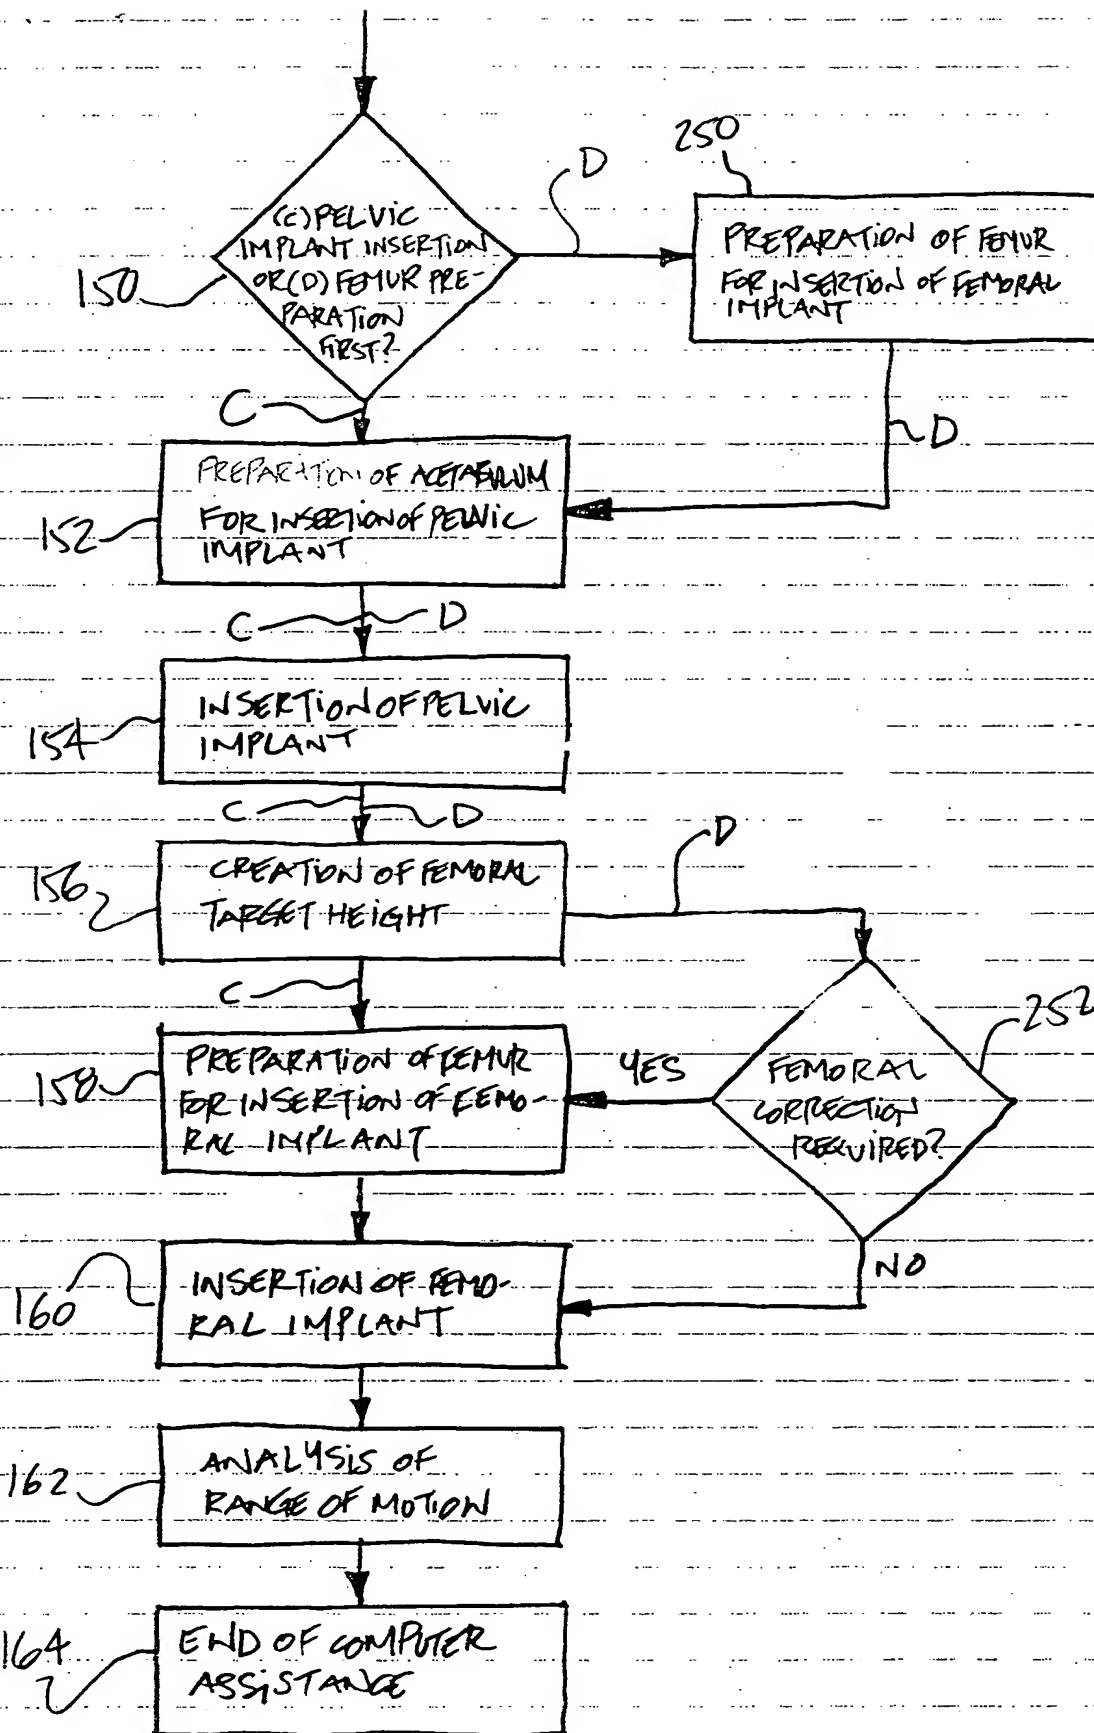 250
D
(C) PELVIC
IMPLANT INSERTION
OR (D) FEMUR PRE-
PARATION
FIRST?
150
PREPARATION OF FEMUR
FOR INSERTION OF FEMORAL
IMPLANT
C
D
PREPARATION OF ACETABULUM
FOR INSERTION OF PELVIC
IMPLANT
152
C D
INSERTION OF PELVIC
IMPLANT
154
C D
CREATION OF FEMORAL
TARGET HEIGHT
156
D
C
252
PREPARATION OF FEMUR
FOR INSERTION OF FEMO-
RAL IMPLANT
158
YES
FEMORAL
CORRECTION
REQUIRED?
NO
INSERTION OF FEMO-
RAL IMPLANT
160
ANALYSIS OF
RANGE OF MOTION
162
END OF COMPUTER
ASSISTANCE
164